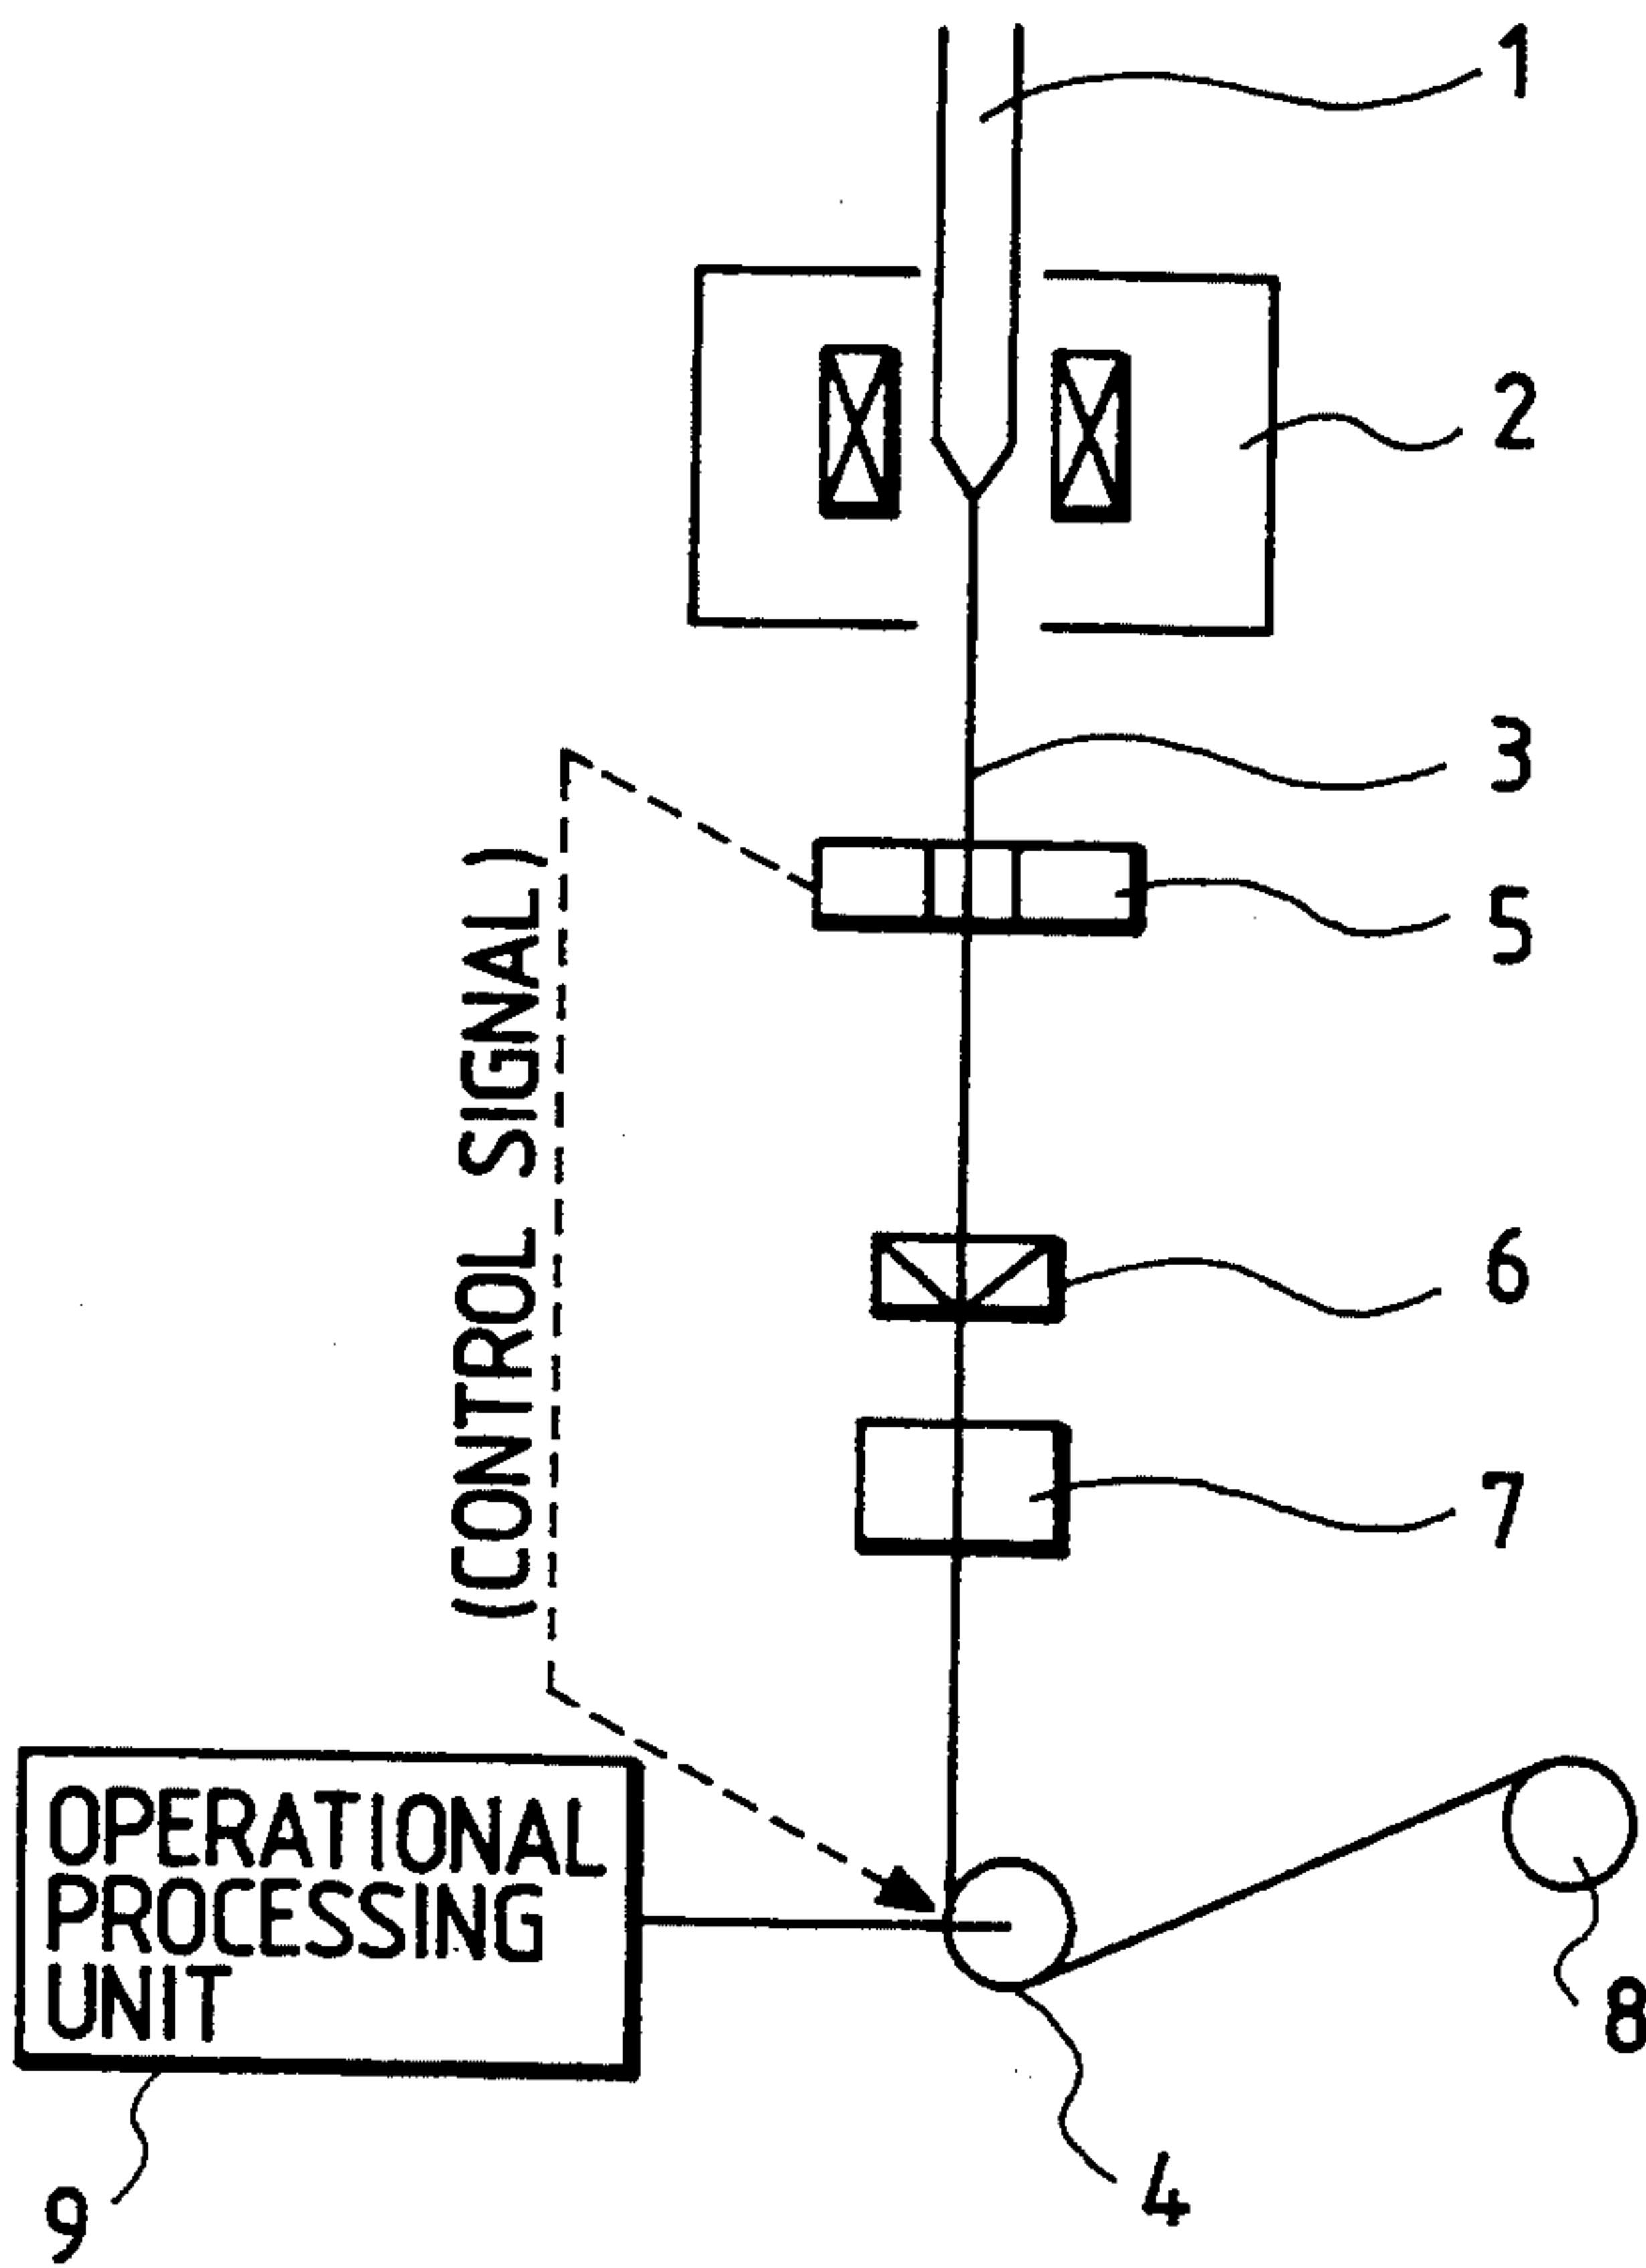 1
2
3
5
(CONTROL SIGNAL)
6
7
OPERATIONAL
PROCESSING
UNIT
8
4
9